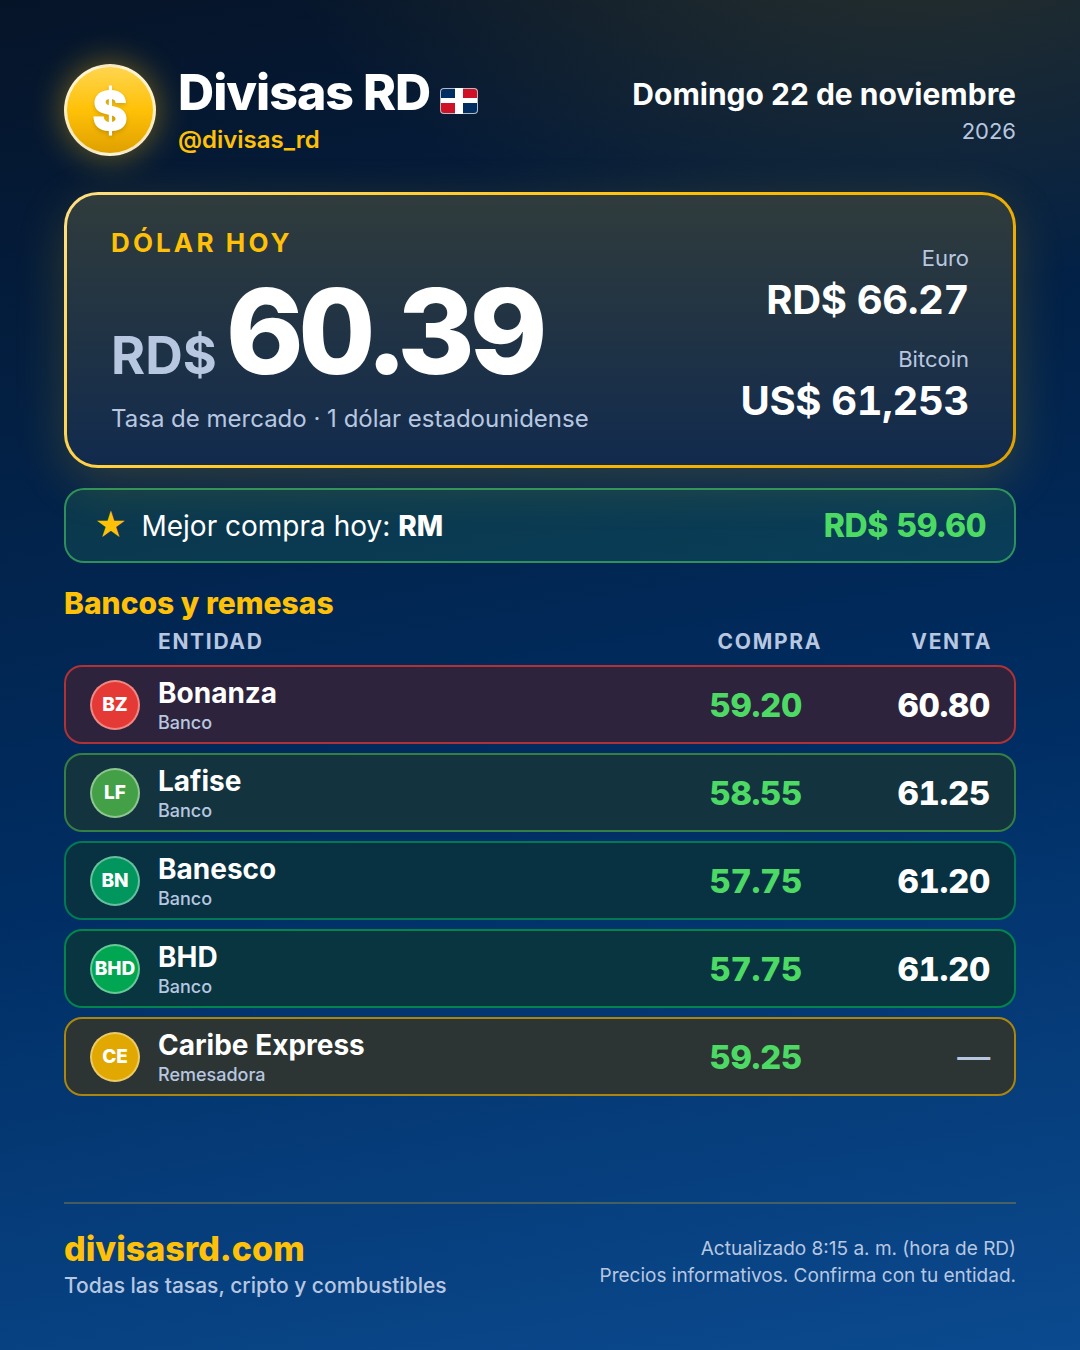 $
Divisas RD
@divisas_rd
Domingo 22 de noviembre
2026
DÓLAR HOY
RD$ 60.39
Tasa de mercado · 1 dólar estadounidense
Euro
RD$ 66.27
Bitcoin
US$ 61,253
★ Mejor compra hoy: RM RD$ 59.60
Bancos y remesas
ENTIDAD COMPRA VENTA
BZ Bonanza 59.20 60.80
Banco
LF Lafise 58.55 61.25
Banco
BN Banesco 57.75 61.20
Banco
BHD BHD 57.75 61.20
Banco
CE Caribe Express 59.25 —
Remesadora
divisasrd.com
Todas las tasas, cripto y combustibles
Actualizado 8:15 a. m. (hora de RD)
Precios informativos. Confirma con tu entidad.